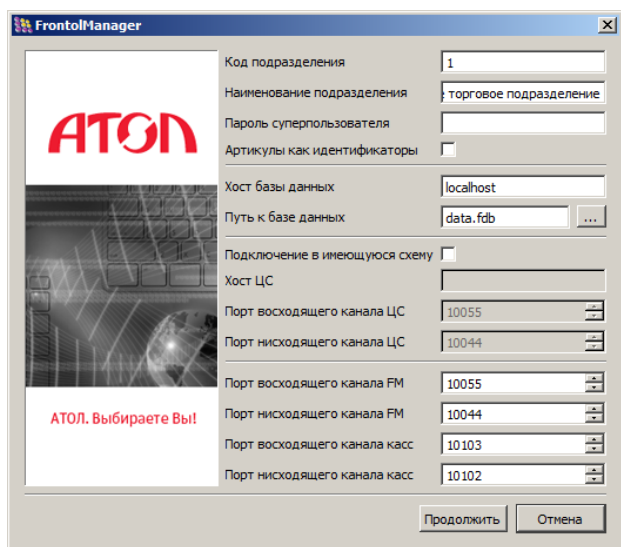 FrontolManager
Код подразделения 1
Наименование подразделения торговое подразделение
Пароль суперпользователя
Артикулы как идентификаторы
Хост базы данных localhost
Путь к базе данных data.fdb ...
Подключение в имеющуюся схему
Хост ЦС
Порт восходящего канала ЦС 10055
Порт нисходящего канала ЦС 10044
Порт восходящего канала FM 10055
Порт нисходящего канала FM 10044
Порт восходящего канала касс 10103
Порт нисходящего канала касс 10102
АТОЛ
АТОЛ. Выбираете Вы!
Продолжить Отмена